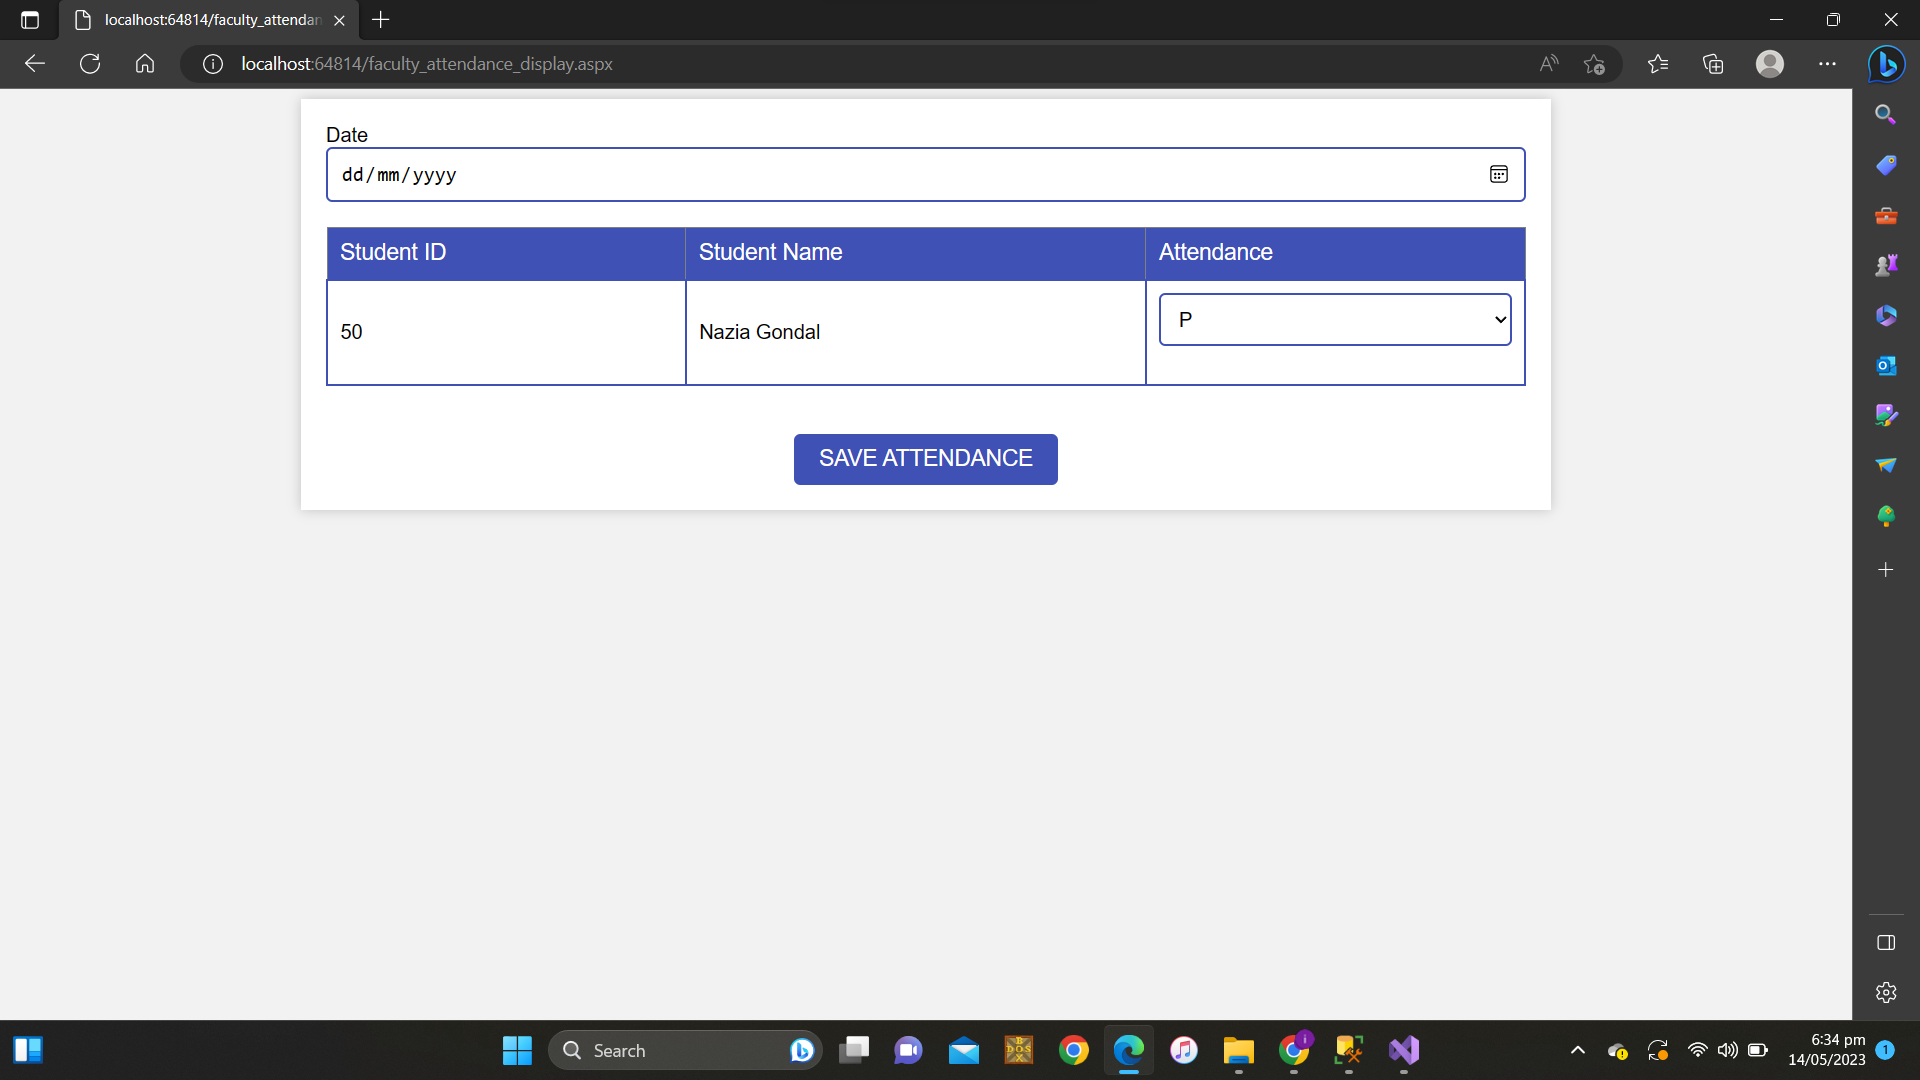 localhost:64814/faculty_attendan
localhost:64814/faculty_attendance_display.aspx
Date
dd/mm/yyyy
Student ID Student Name Attendance
50 Nazia Gondal P
SAVE ATTENDANCE
Search
DOS
6:34 pm
14/05/2023
1